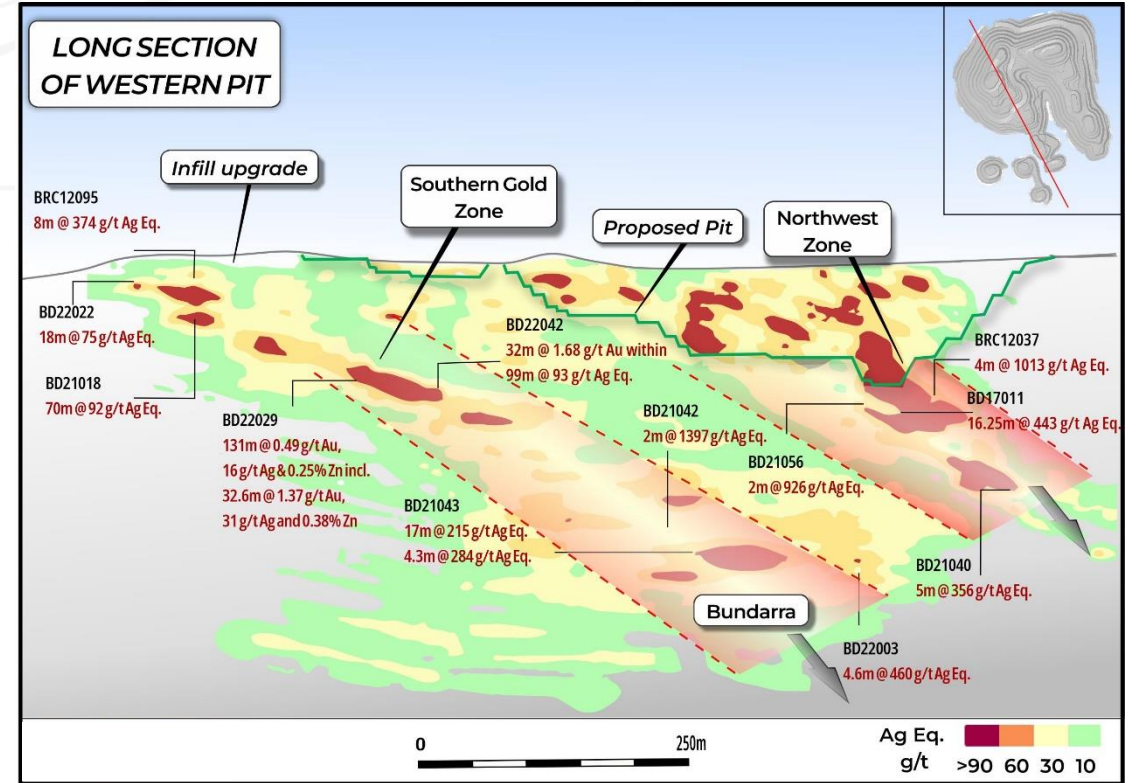 LONG SECTION
OF WESTERN PIT
Infill upgrade
Southern Gold
Zone
Proposed Pit
Northwest
Zone
BRC12095
8m @ 374 g/t Ag Eq.
BD22022
18m @ 75 g/t Ag Eq.
BD21018
70m @ 92 g/t Ag Eq.
BD22029
131m @ 0.49 g/t Au,
16 g/t Ag & 0.25% Zn incl.
32.6m @ 1.37 g/t Au,
31 g/t Ag and 0.38% Zn
BD22042
32m @ 1.68 g/t Au within
99m @ 93 g/t Ag Eq.
BD21043
17m @ 215 g/t Ag Eq.
4.3m @ 284 g/t Ag Eq.
BD21042
2m @ 1397 g/t Ag Eq.
BD21056
2m @ 926 g/t Ag Eq.
BRC12037
4m @ 1013 g/t Ag Eq.
BD17011
16.25m @ 443 g/t Ag Eq.
BD21040
5m @ 356 g/t Ag Eq.
Bundarra
BD22003
4.6m @ 460 g/t Ag Eq.
0 250m
Ag Eq.
g/t >90 60 30 10